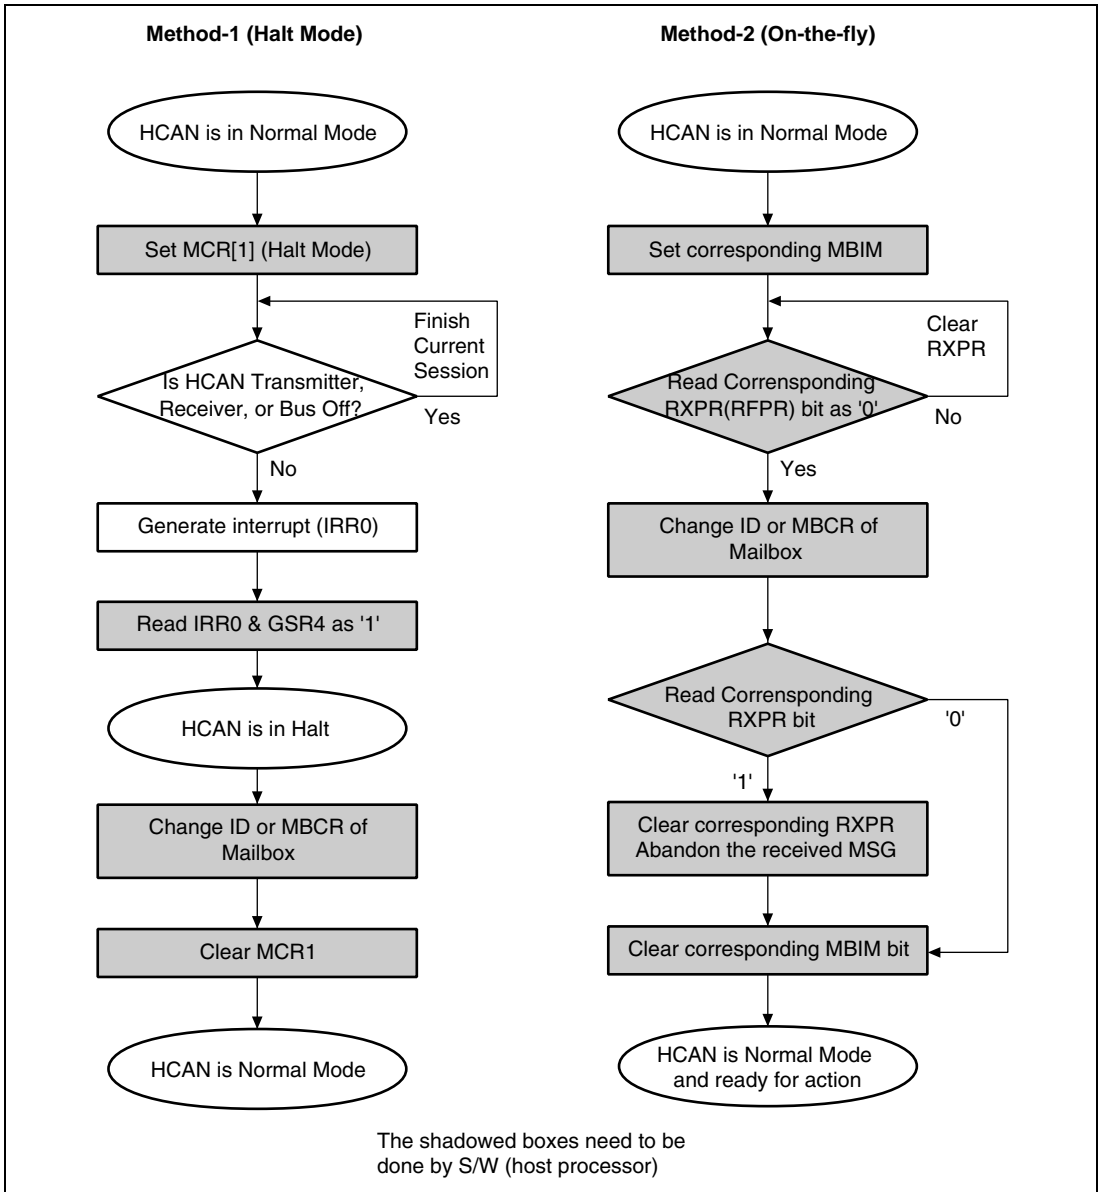 Method-1 (Halt Mode)
HCAN is in Normal Mode
Set MCR[1] (Halt Mode)
Finish
Current
Session
Is HCAN Transmitter,
Receiver, or Bus Off?
Yes
No
Generate interrupt (IRR0)
Read IRR0 & GSR4 as '1'
HCAN is in Halt
Change ID or MBCR of
Mailbox
Clear MCR1
HCAN is Normal Mode
Method-2 (On-the-fly)
HCAN is in Normal Mode
Set corresponding MBIM
Clear
RXPR
Read Corrensponding
RXPR(RFPR) bit as '0'
No
Yes
Change ID or MBCR of
Mailbox
Read Corrensponding
RXPR bit
'0'
'1'
Clear corresponding RXPR
Abandon the received MSG
Clear corresponding MBIM bit
HCAN is Normal Mode
and ready for action
The shadowed boxes need to be
done by S/W (host processor)